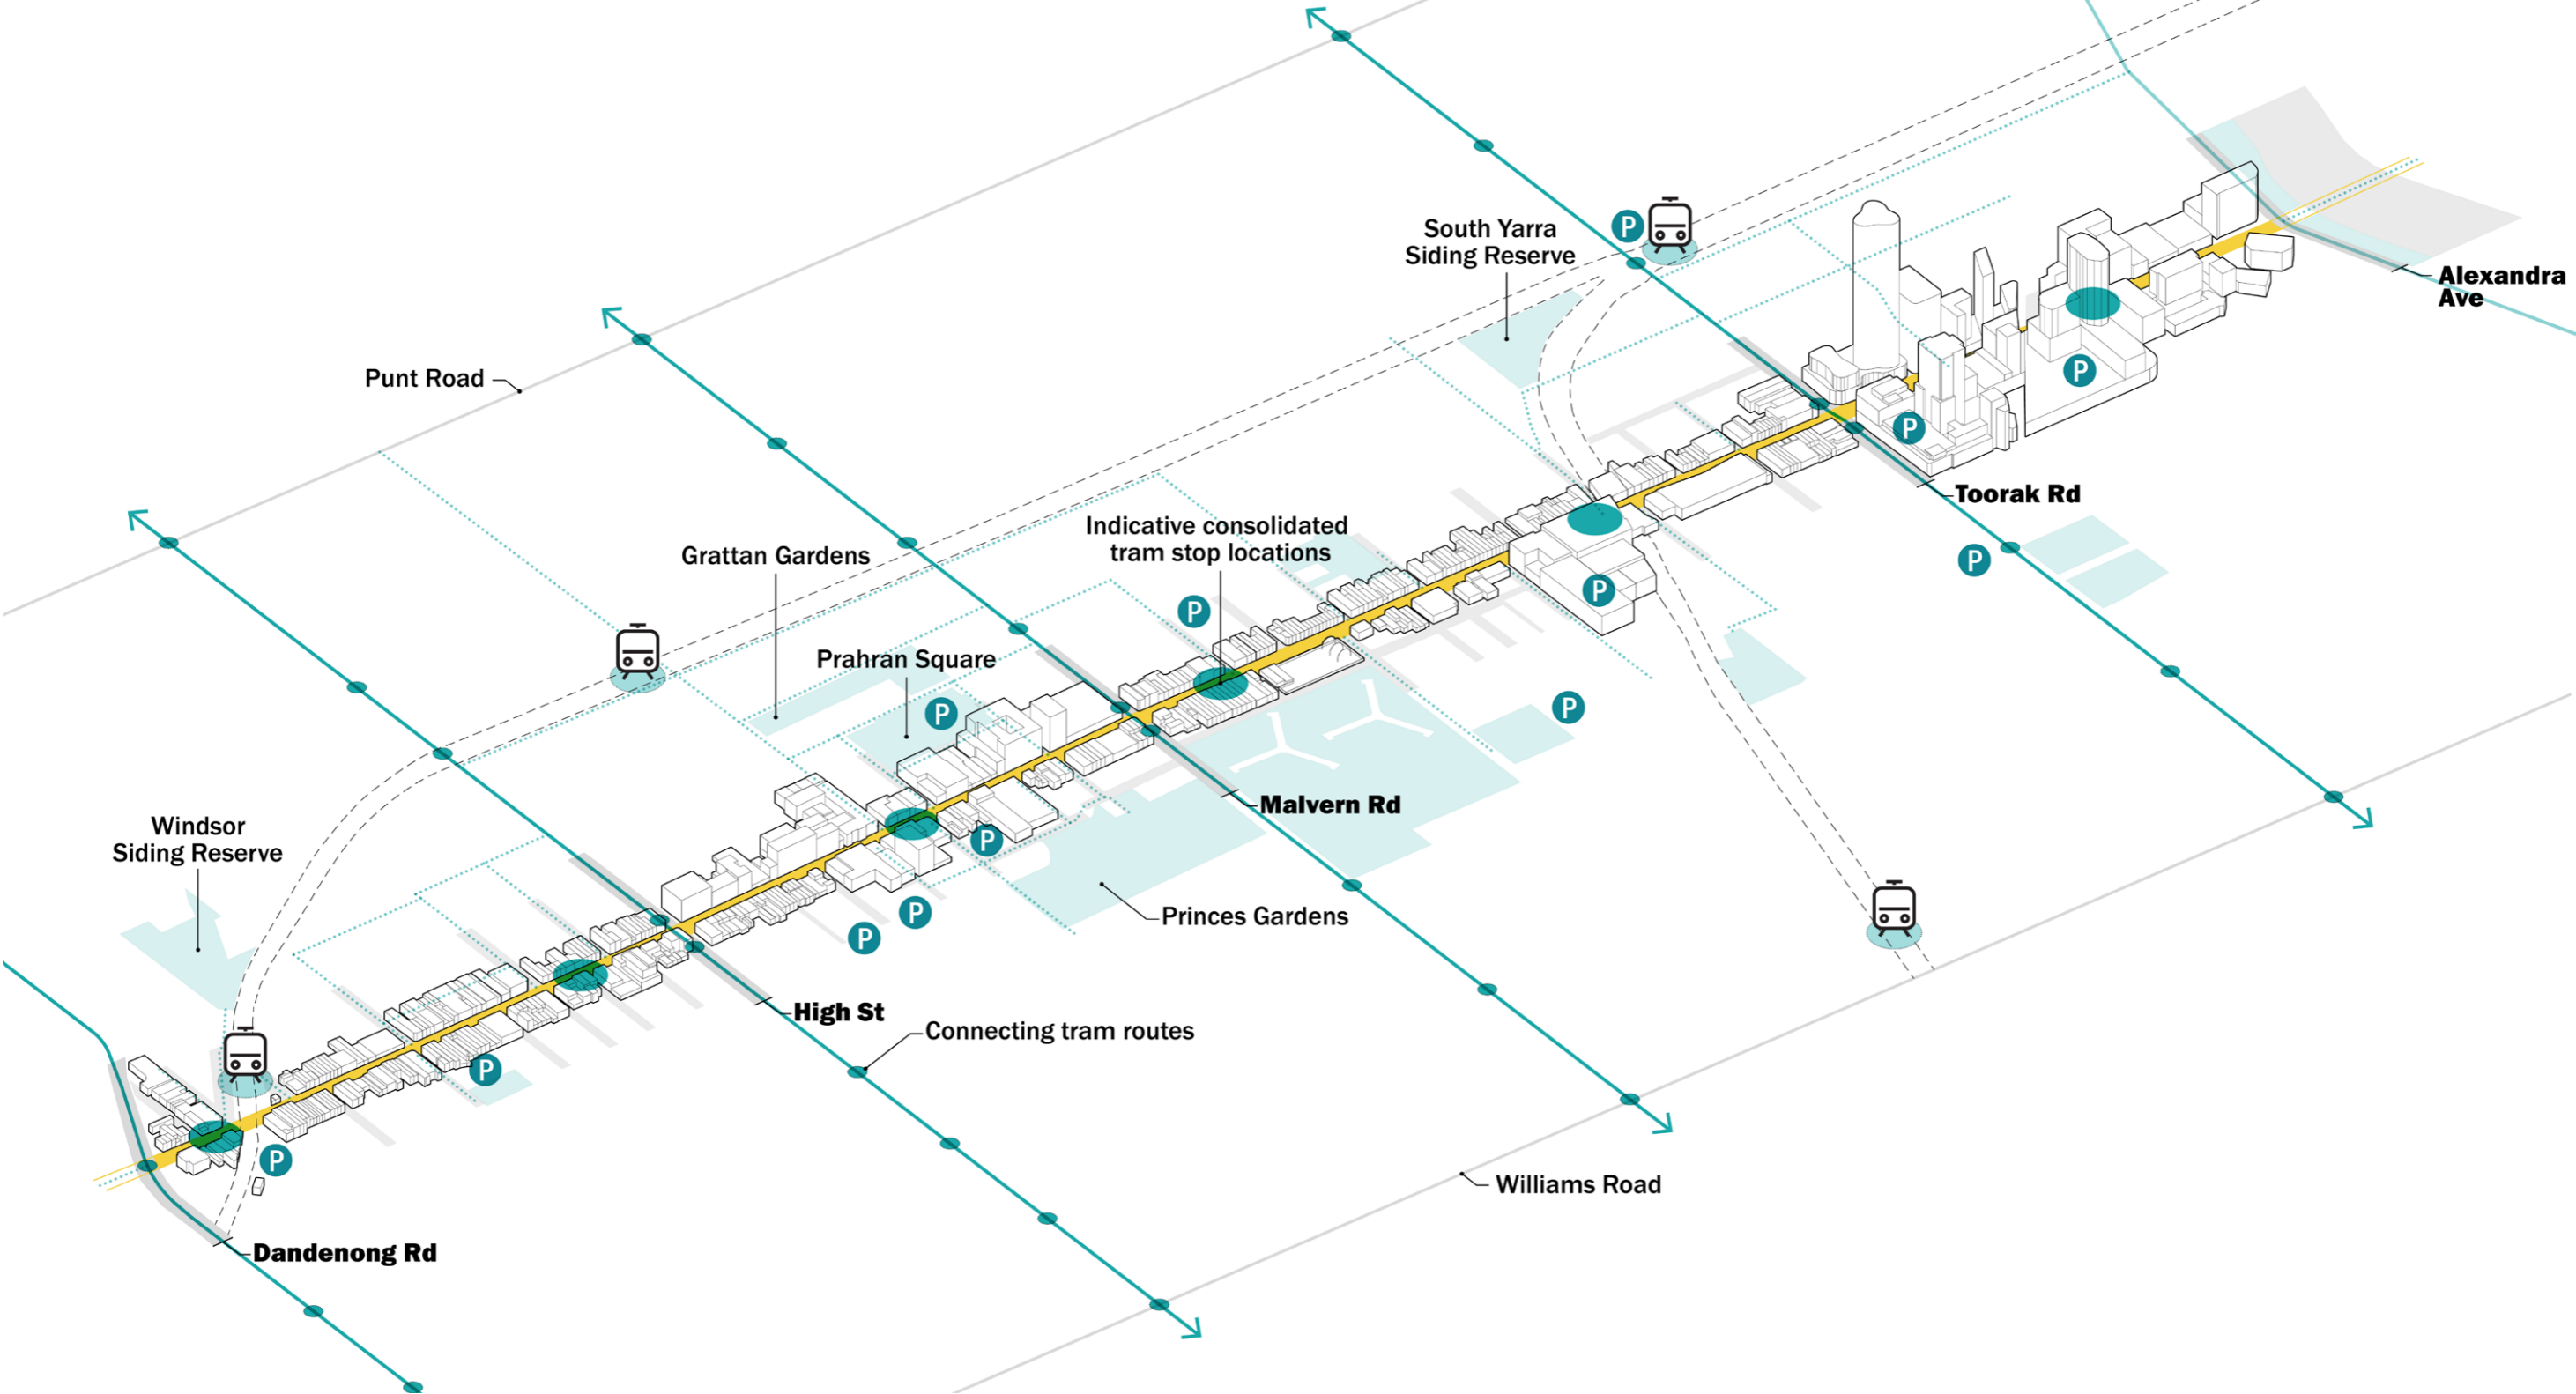 South Yarra
Siding Reserve
P
Alexandra
Ave
Punt Road
P
P
Toorak Rd
Indicative consolidated
tram stop locations
Grattan Gardens
P
P
P
Prahran Square
P
P
Malvern Rd
Windsor
Siding Reserve
P
Princes Gardens
P
P
High St
Connecting tram routes
P
P
Williams Road
Dandenong Rd